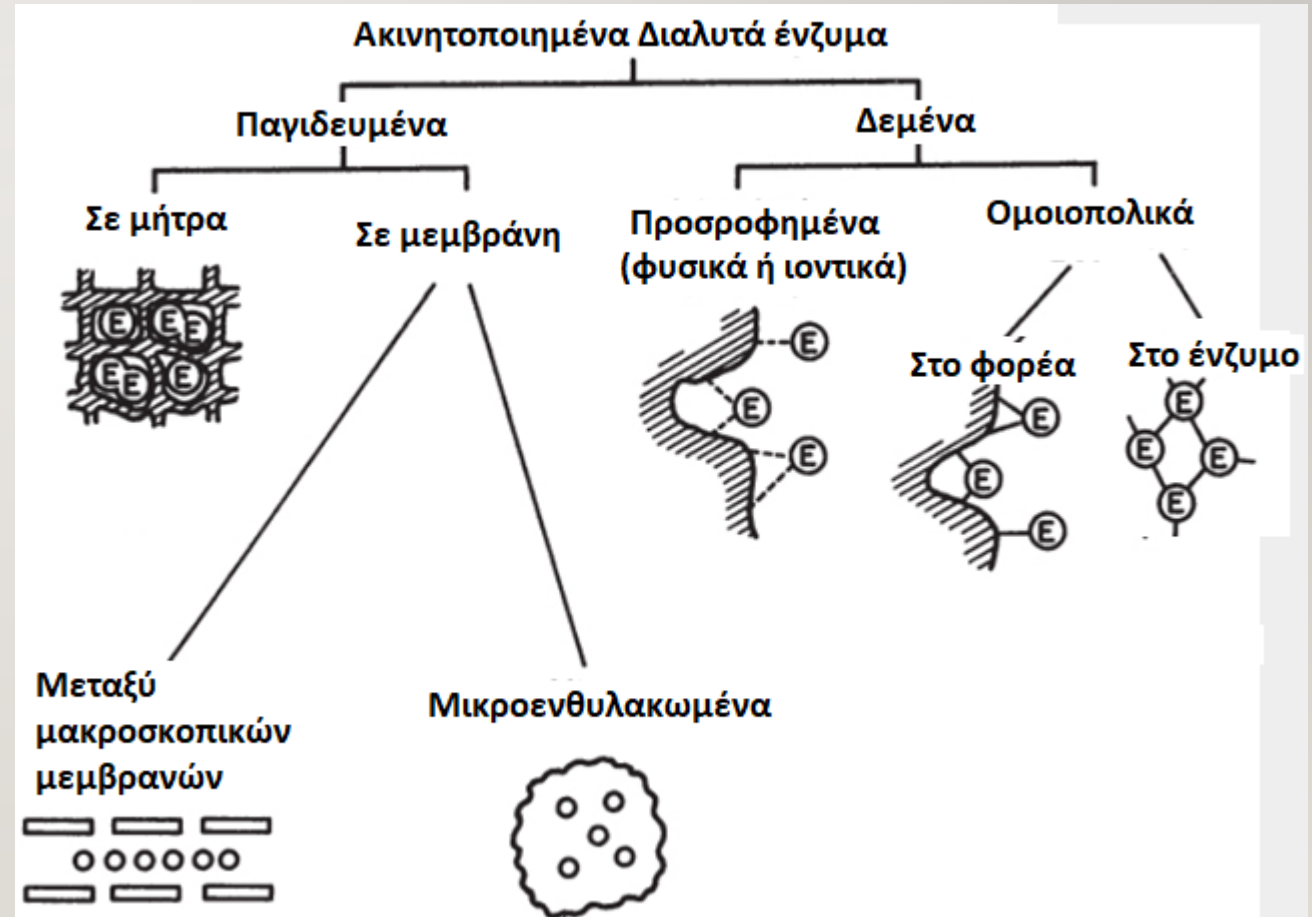 Ακινητοποιημένα Διαλυτά ένζυμα
Παγιδευμένα
Δεμένα
Σε μήτρα
Σε μεμβράνη
Προσροφημένα
(φυσικά ή ιοντικά)
Ομοιοπολικά
E E E
E E E
E
E
E
Στο φορέα
E
E
E
Στο ένζυμο
E
E E
E
Μεταξύ
μακροσκοπικών
μεμβρανών
Μικροενθυλακωμένα